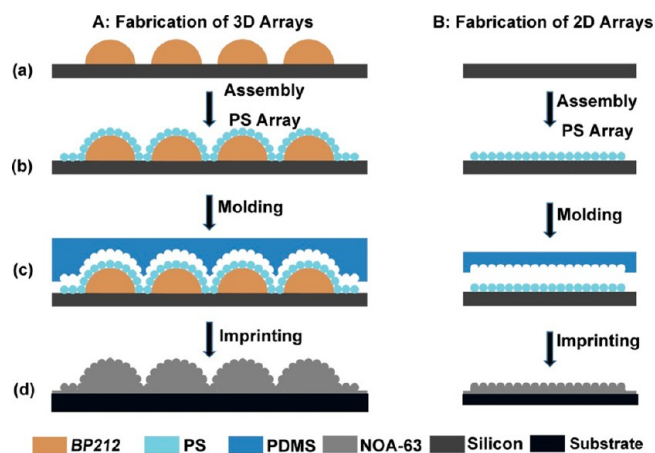 A: Fabrication of 3D Arrays
B: Fabrication of 2D Arrays
(a)
Assembly
PS Array
Assembly
PS Array
(b)
Molding
Molding
(c)
Imprinting
Imprinting
(d)
BP212
PS
PDMS
NOA-63
Silicon
Substrate